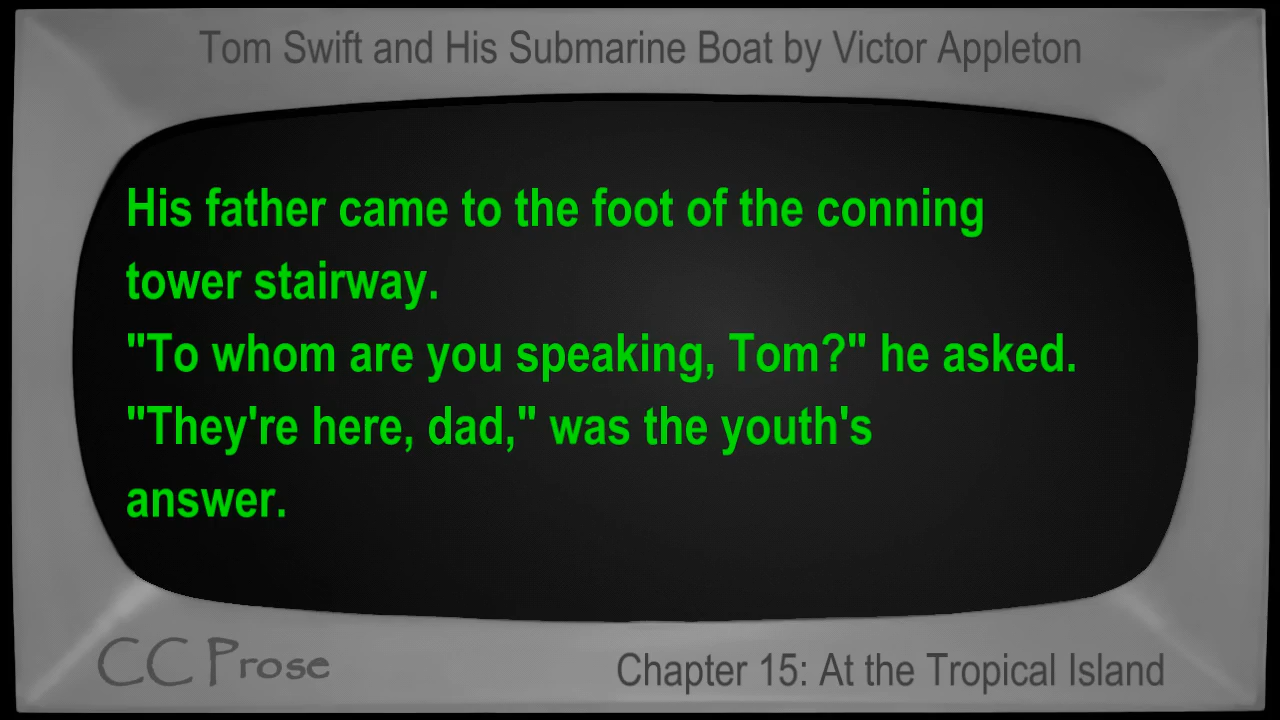 Tom Swift and His Submarine Boat by Victor Appleton
His father came to the foot of the conning
tower stairway.
"To whom are you speaking, Tom?" he asked.
"They're here, dad," was the youth's
answer.
CC Prose
Chapter 15: At the Tropical Island